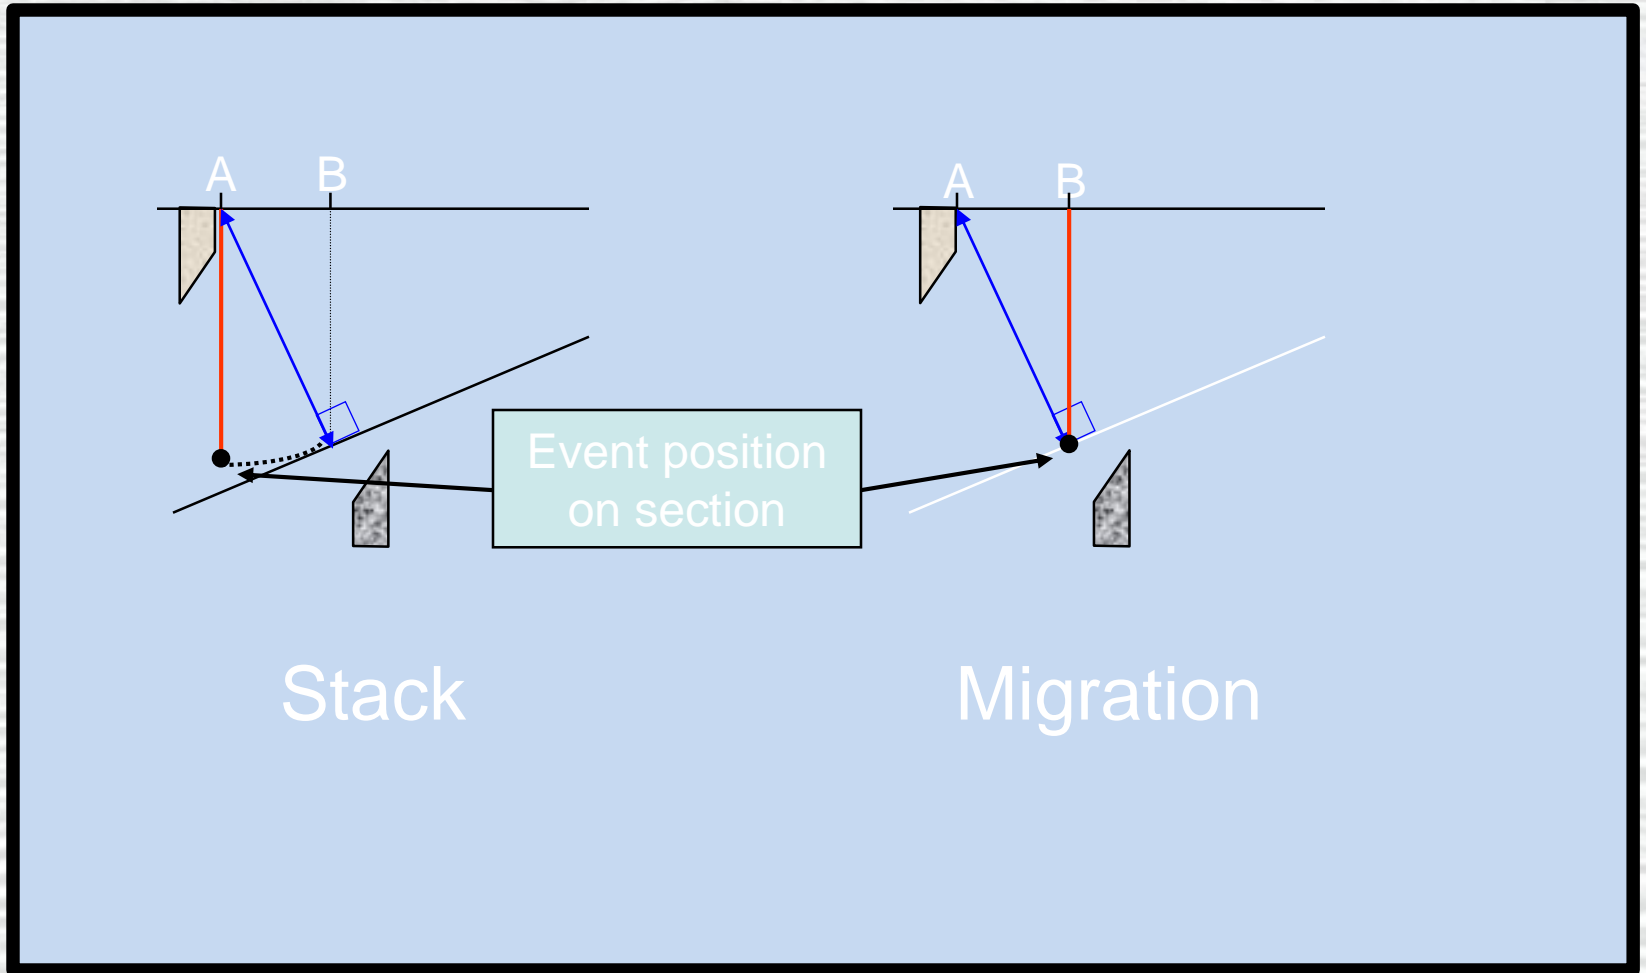 A B
A B
Event position
on section
Stack
Migration